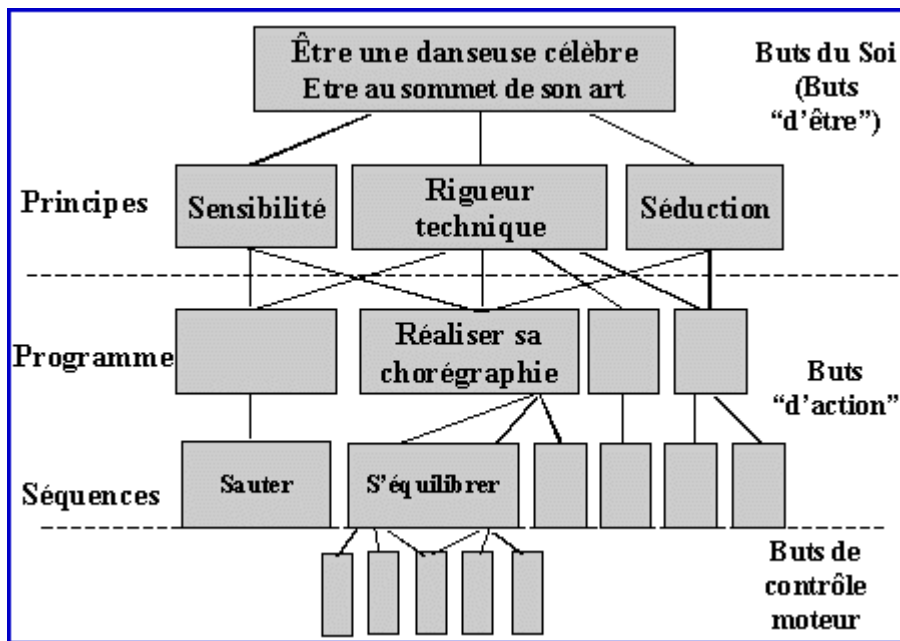 Être une danseuse célèbre
Etre au sommet de son art
Buts du Soi
(Buts
“d’être”)
Principes
Sensibilité
Rigueur
technique
Séduction
Programme
Réaliser sa
chorégraphie
Buts
“d’action”
Séquences
Sauter
S’équilibrer
Buts de
contrôle
moteur